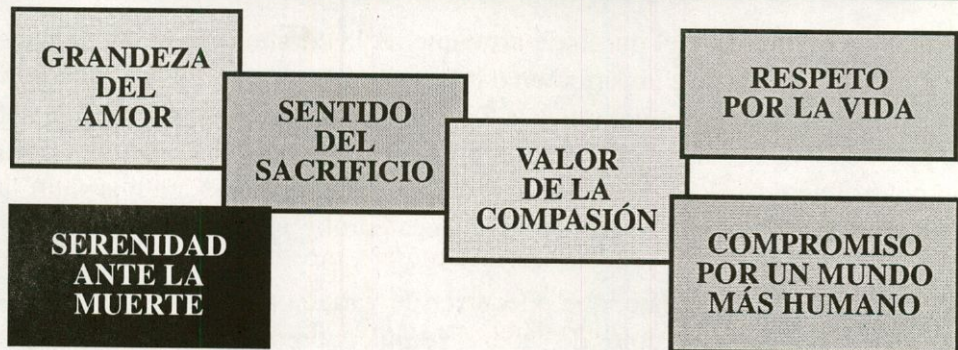 GRANDEZA
DEL
AMOR
SENTIDO
DEL
SACRIFICIO
VALOR
DE LA
COMPASIÓN
RESPETO
POR LA VIDA
SERENIDAD
ANTE LA
MUERTE
COMPROMISO
POR UN MUNDO
MÁS HUMANO